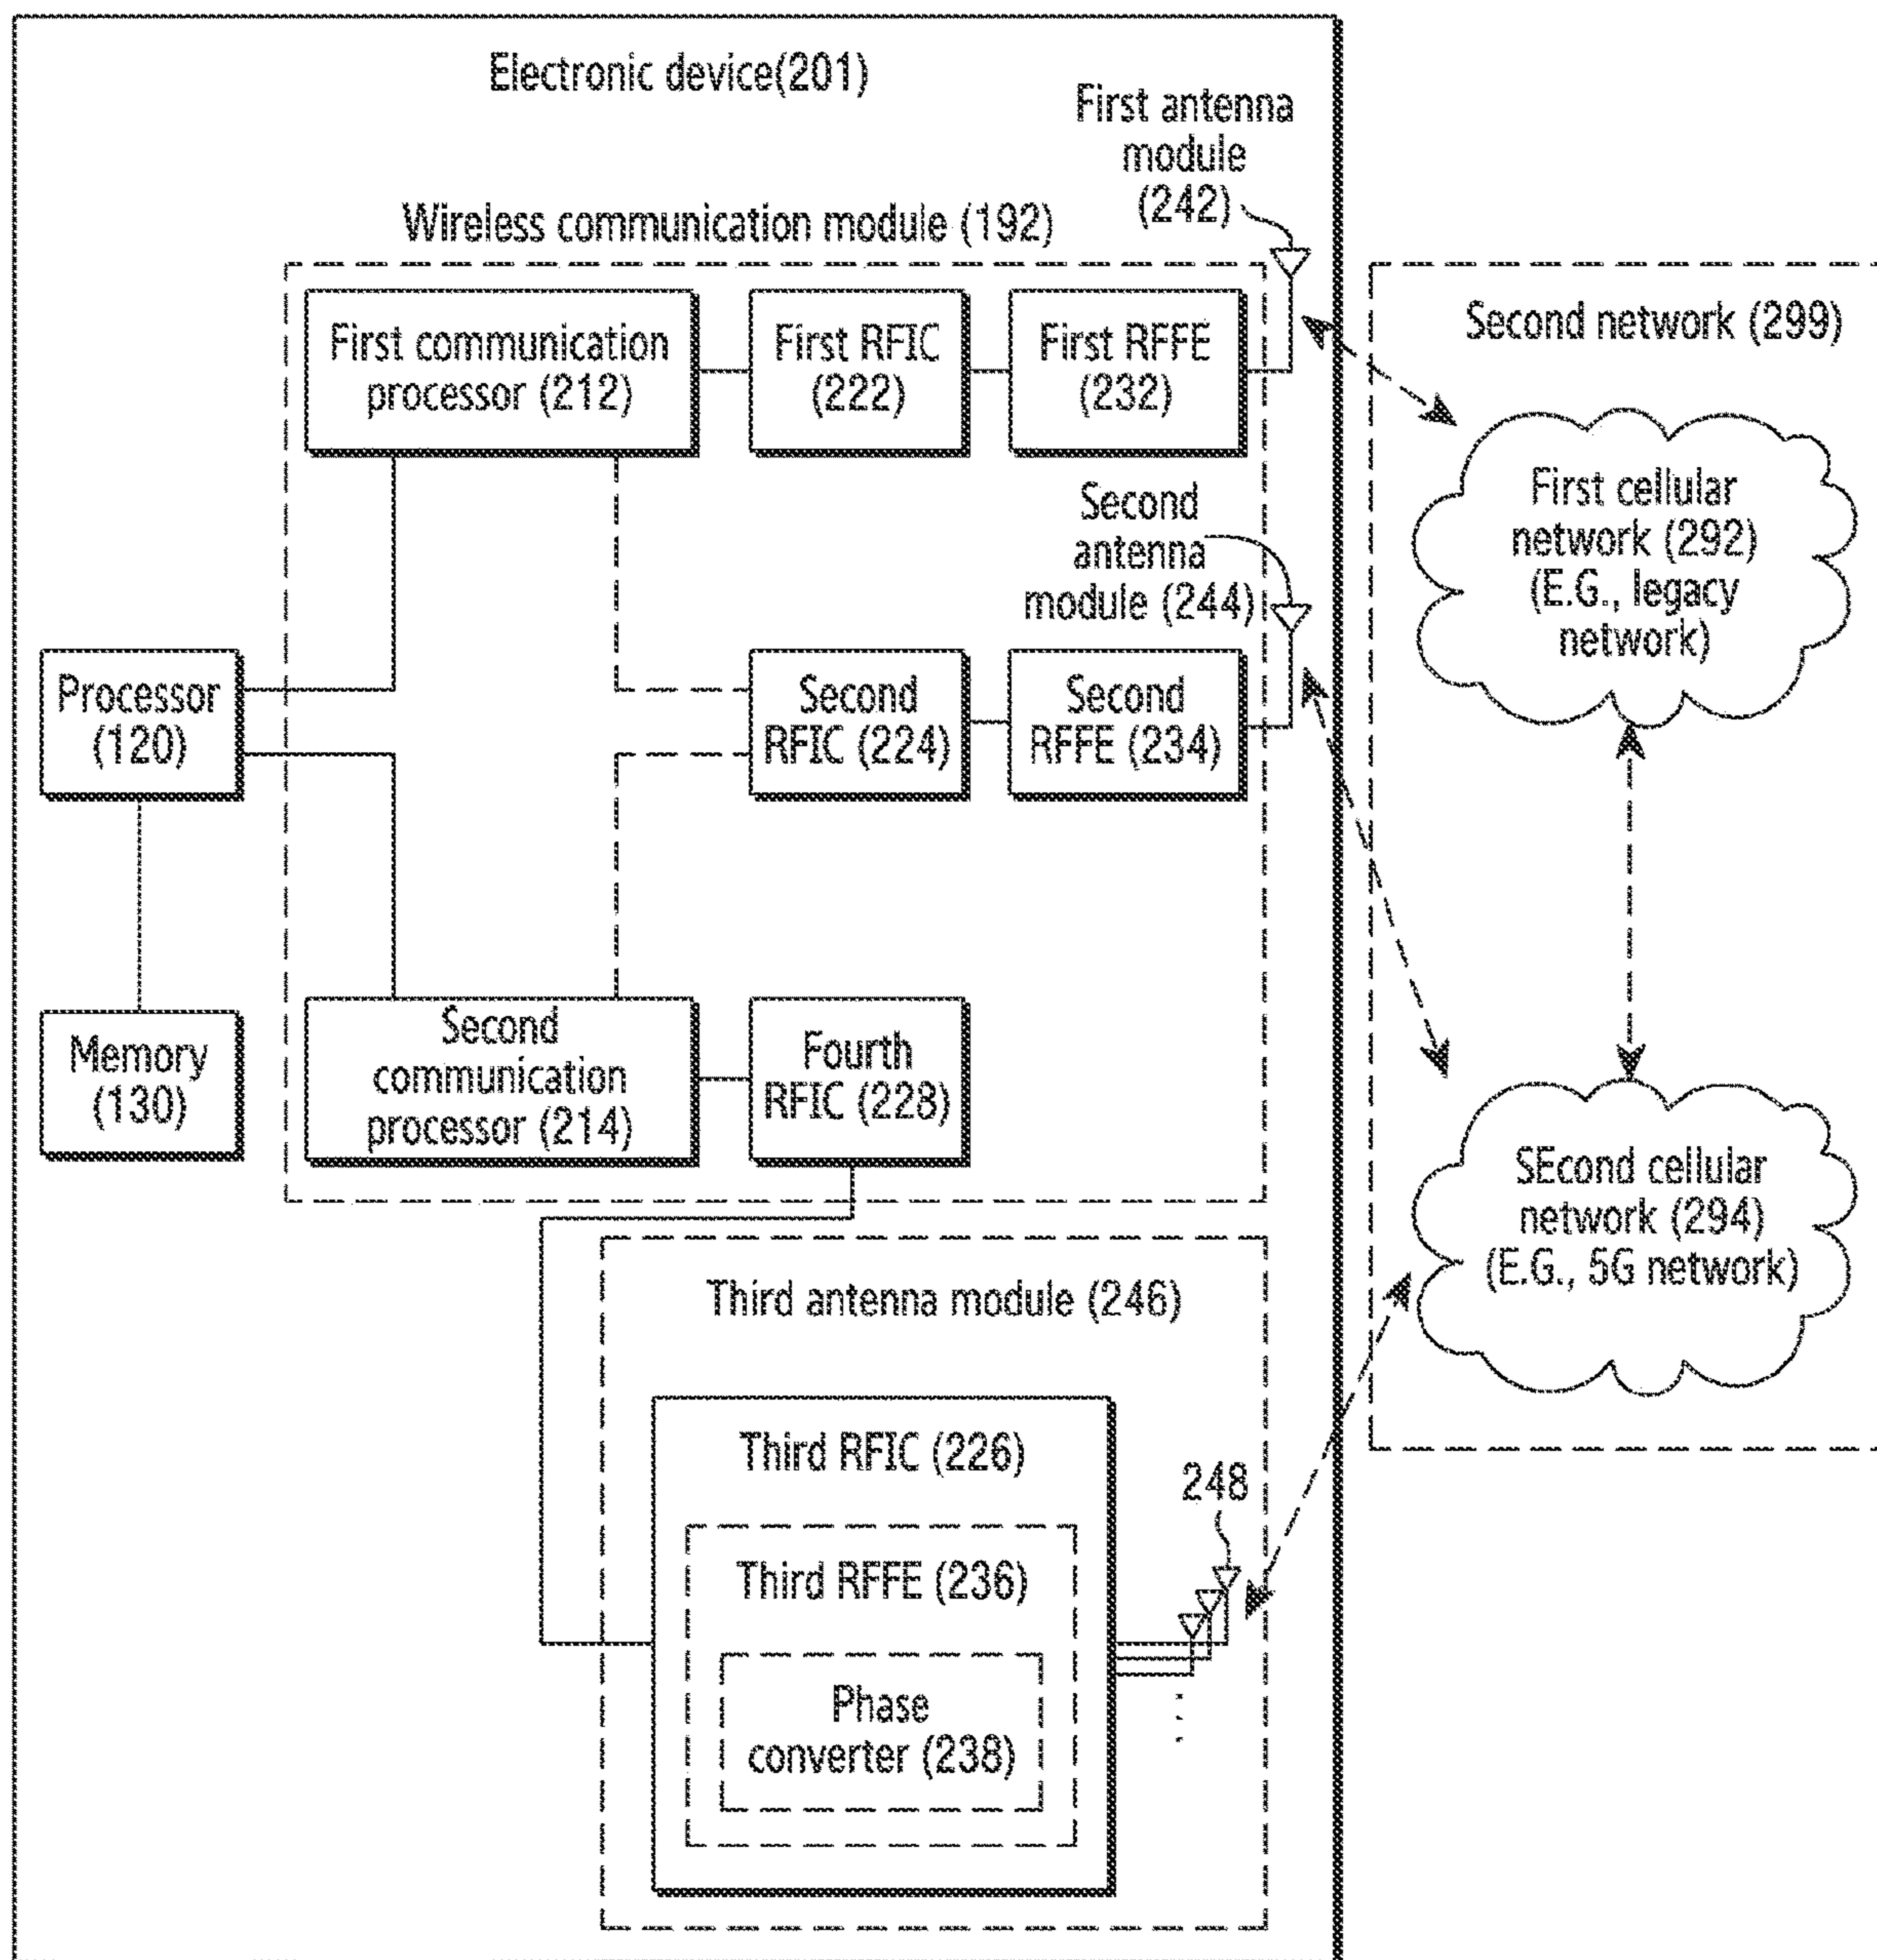 Electronic device(201)
First antenna
module
(242)
Wireless communication module (192)
First communication
processor (212)
First RFIC
(222)
First RFFE
(232)
Second network (299)
First cellular
network (292)
(E.G., legacy
network)
Second
antenna
module (244)
Processor
(120)
Second
RFIC (224)
Second
RFFE (234)
Memory
(130)
Second
communication
processor (214)
Fourth
RFIC (228)
SEcond cellular
network (294)
(E.G., 5G network)
Third antenna module (246)
Third RFIC (226)
248
Third RFFE (236)
Phase
converter (238)